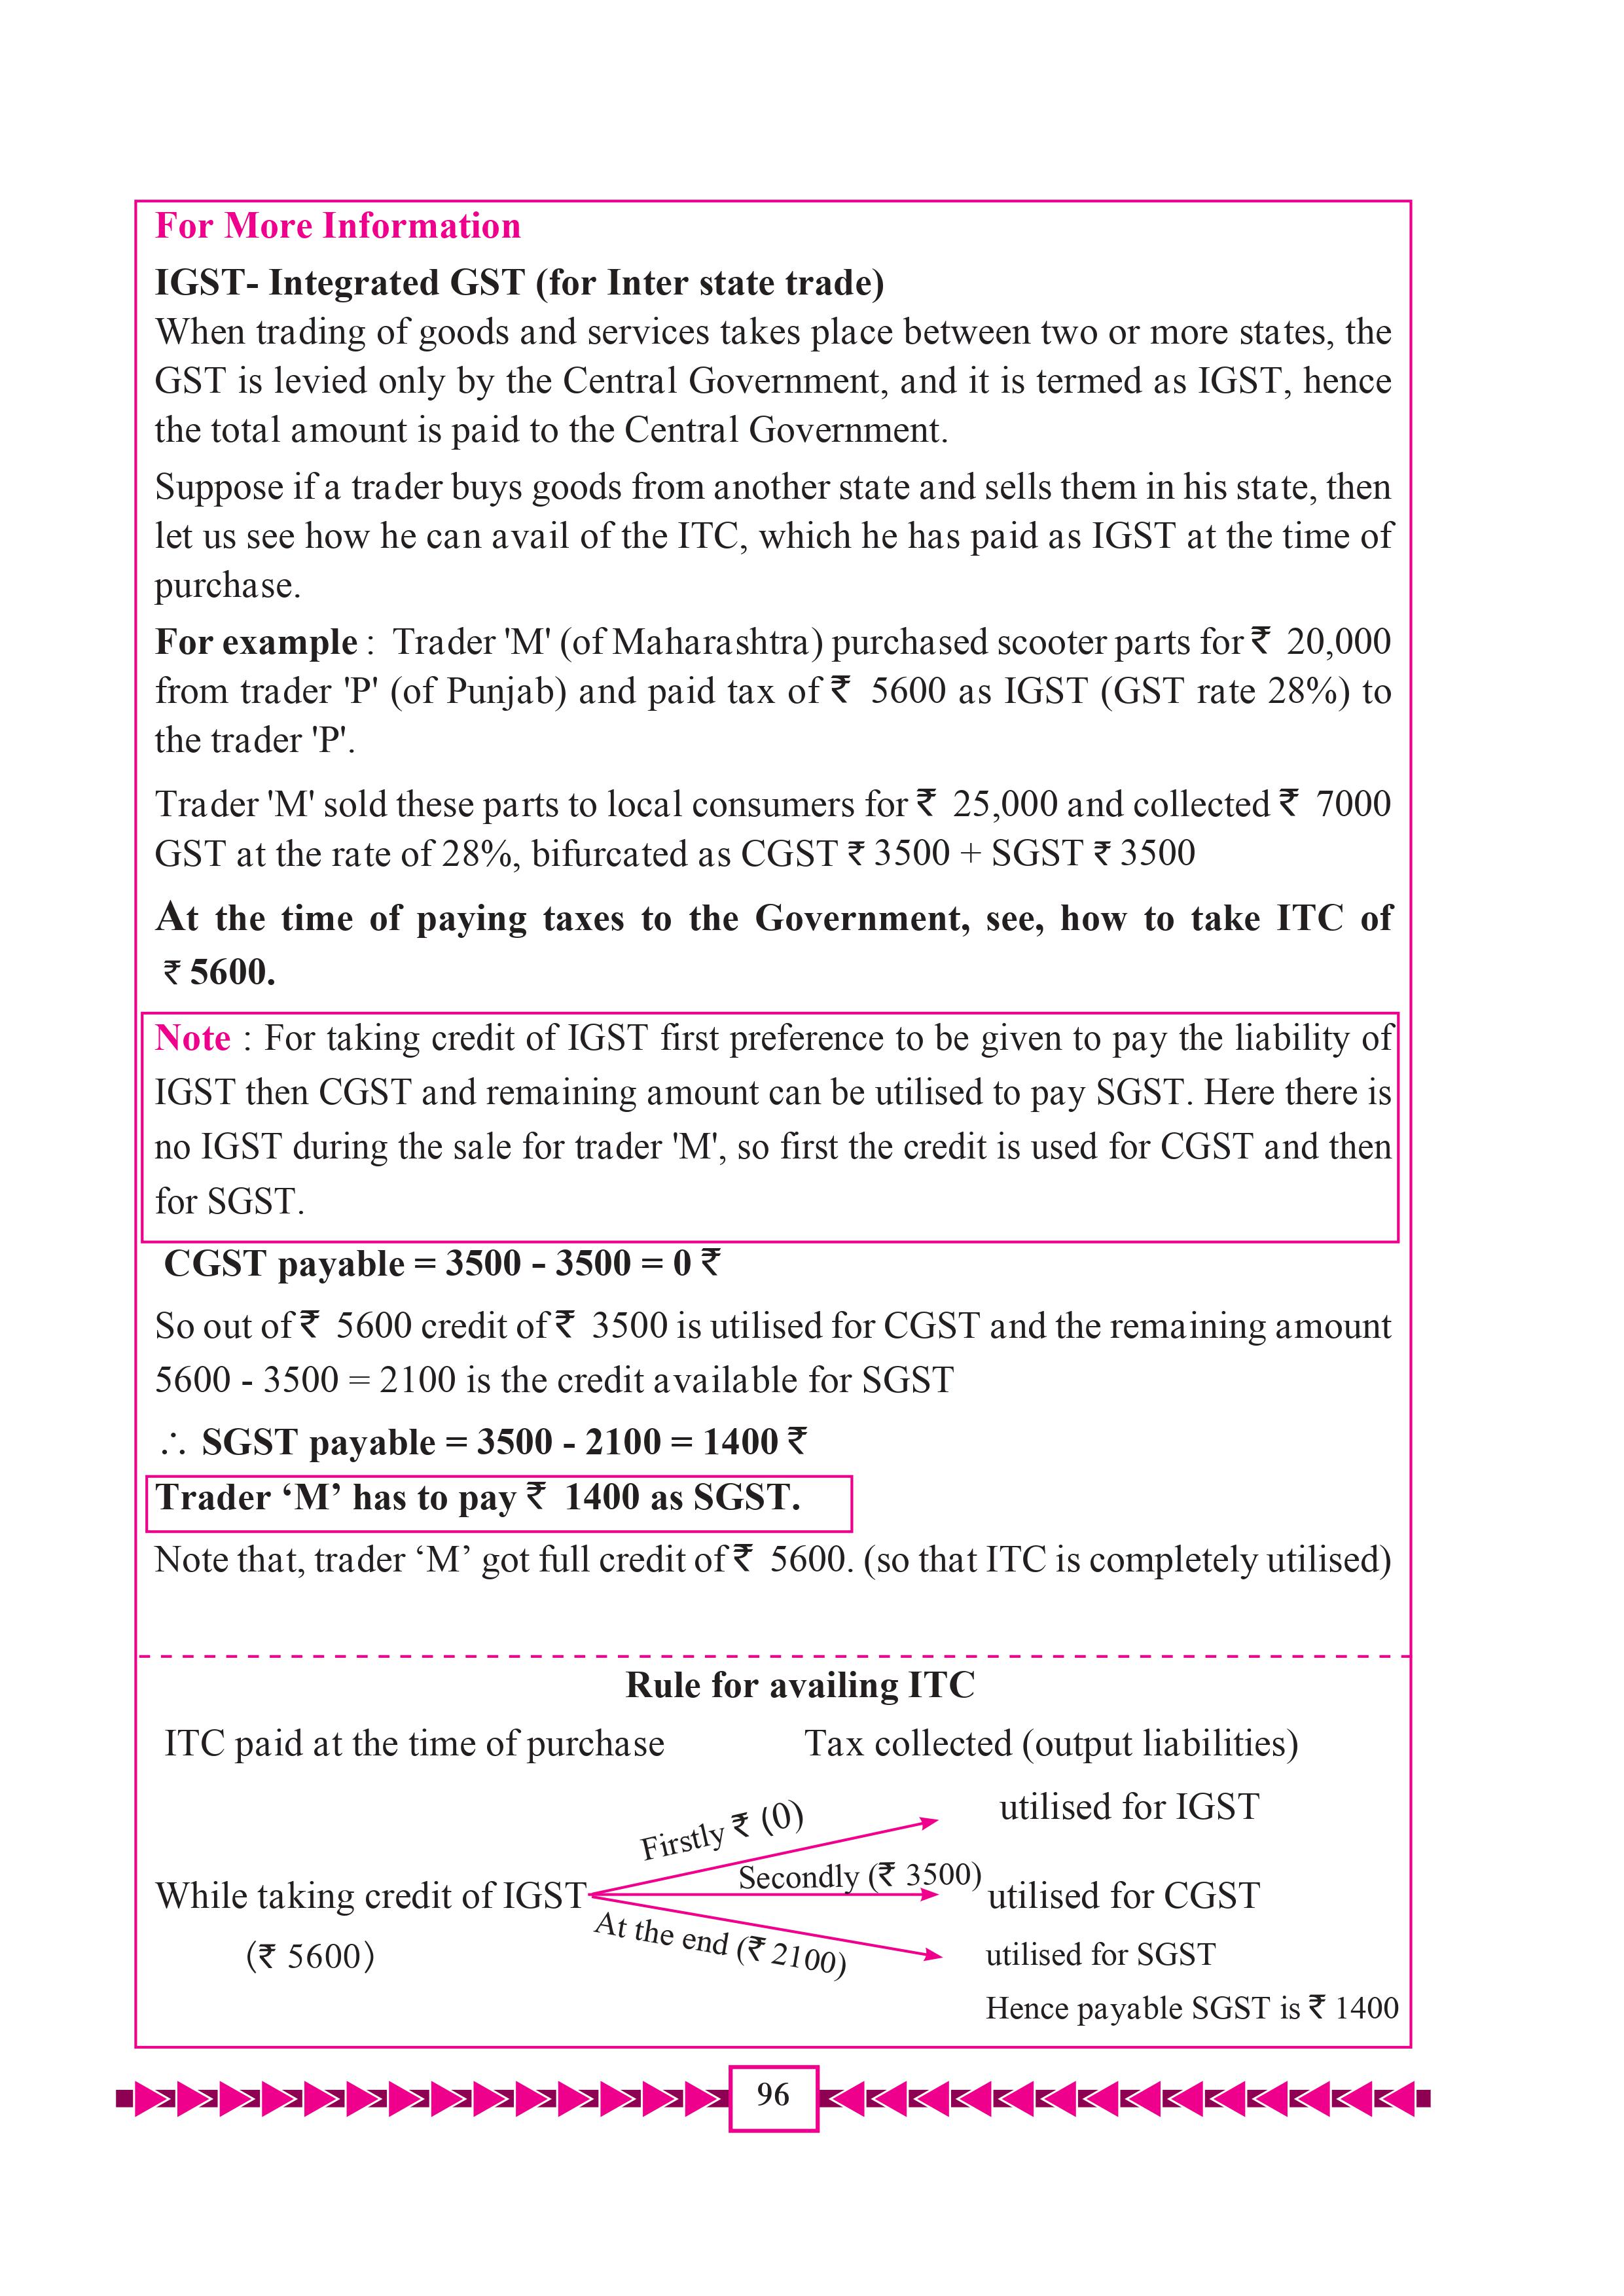 For More Information
IGST- Integrated GST (for Inter state trade)
When trading of goods and services takes place between two or more states, the
GST is levied only by the Central Government, and it is termed as IGST, hence
the total amount is paid to the Central Government.
Suppose if a trader buys goods from another state and sells them in his state, then
let us see how he can avail of the ITC, which he has paid as IGST at the time of
purchase.
For example : Trader 'M' (of Maharashtra) purchased scooter parts for ₹ 20,000
from trader 'P' (of Punjab) and paid tax of ₹ 5600 as IGST (GST rate 28%) to
the trader 'P'.
Trader 'M' sold these parts to local consumers for ₹ 25,000 and collected ₹ 7000
GST at the rate of 28%, bifurcated as CGST ₹ 3500 + SGST ₹ 3500
At the time of paying taxes to the Government, see, how to take ITC of
₹ 5600.
Note : For taking credit of IGST first preference to be given to pay the liability of
IGST then CGST and remaining amount can be utilised to pay SGST. Here there is
no IGST during the sale for trader 'M', so first the credit is used for CGST and then
for SGST.
CGST payable = 3500 - 3500 = 0 ₹
So out of ₹ 5600 credit of ₹ 3500 is utilised for CGST and the remaining amount
5600 - 3500 = 2100 is the credit available for SGST
∴ SGST payable = 3500 - 2100 = 1400 ₹
Trader ‘M’ has to pay ₹ 1400 as SGST.
Note that, trader ‘M’ got full credit of ₹ 5600. (so that ITC is completely utilised)
Rule for availing ITC
ITC paid at the time of purchase Tax collected (output liabilities)
Firstly ₹ (0) utilised for IGST
While taking credit of IGST Secondly (₹ 3500) utilised for CGST
(₹ 5600) At the end (₹ 2100) utilised for SGST
Hence payable SGST is ₹ 1400
96